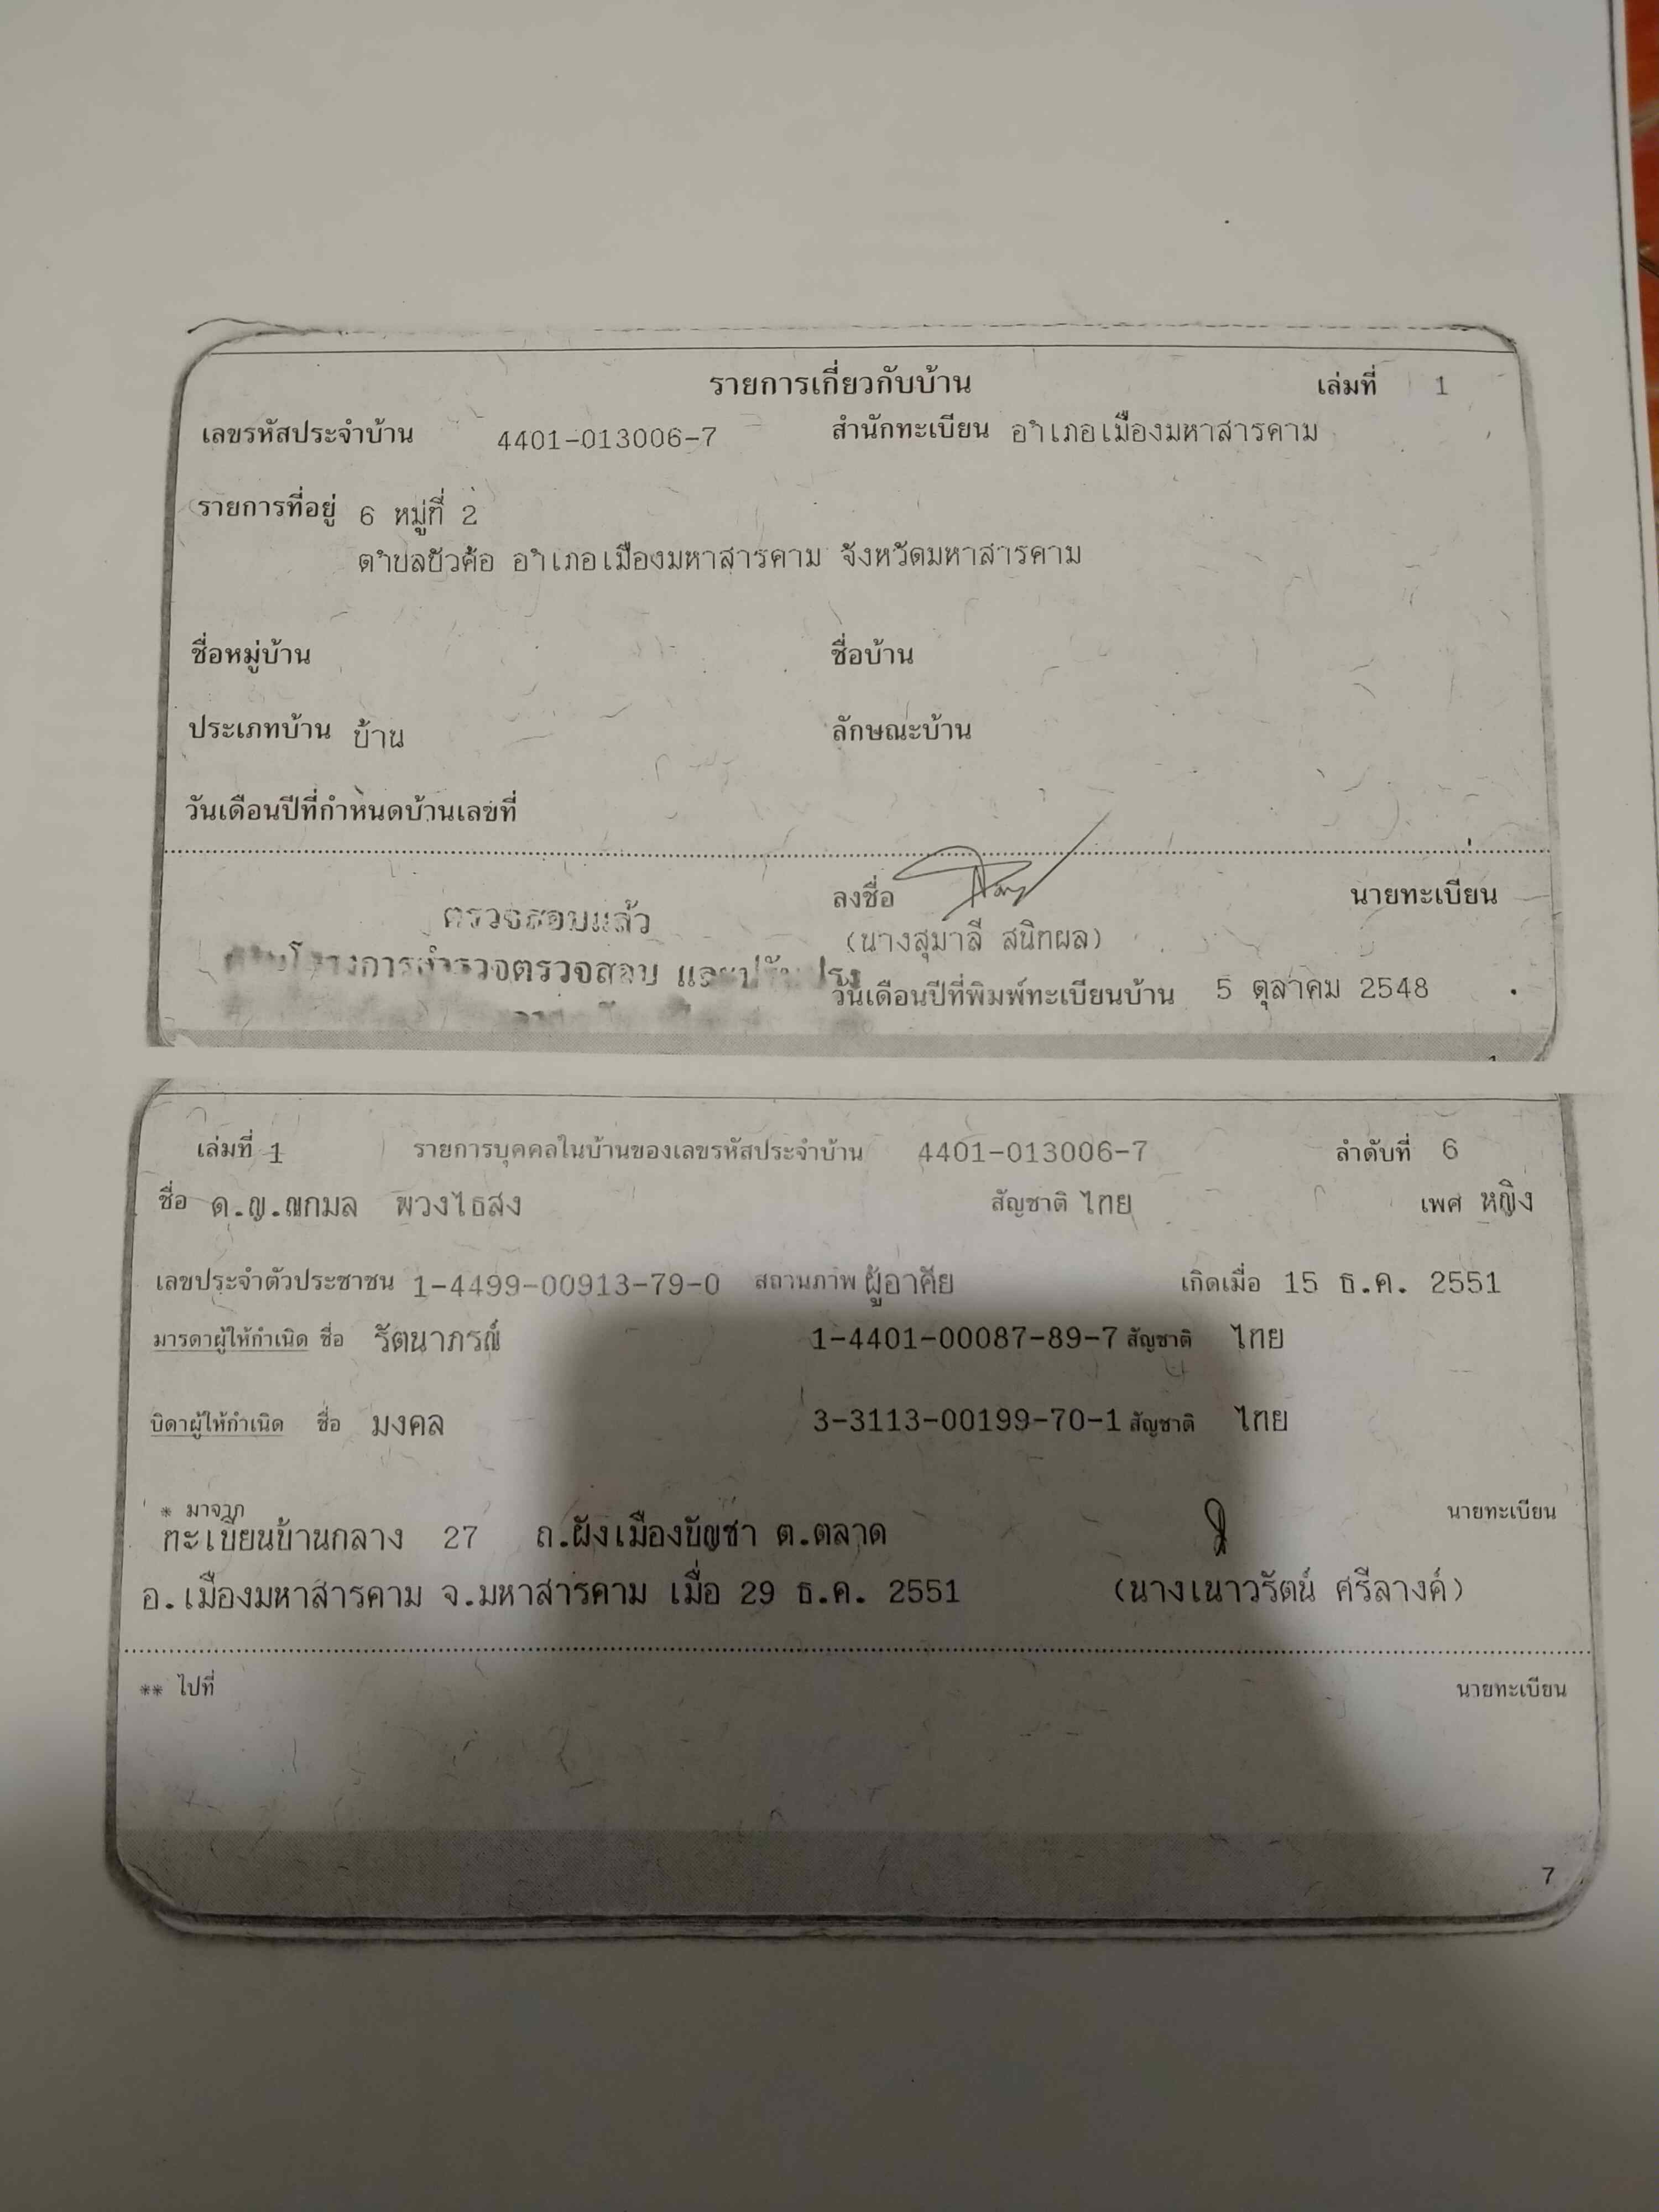 รายการเกี่ยวกับบ้าน เล่มที่ 1
เลขรหัสประจำบ้าน 4401-013006-7 สำนักทะเบียน อำเภอเมืองมหาสารคาม
รายการที่อยู่ 6 หมู่ที่ 2
ตำบลบัวค้อ อำเภอเมืองมหาสารคาม จังหวัดมหาสารคาม
ชื่อหมู่บ้าน ชื่อบ้าน
ประเภทบ้าน บ้าน ลักษณะบ้าน
วันเดือนปีที่กำหนดบ้านเลขที่
ลงชื่อ นายทะเบียน
ตรวจสอบแล้ว
(นางสุมาลี สนิทผล)
การสำรวจตรวจสอบ และปรับปรุง
วันเดือนปีที่พิมพ์ทะเบียนบ้าน 5 ตุลาคม 2548
เล่มที่ 1 รายการบุคคลในบ้านของเลขรหัสประจำบ้าน 4401-013006-7 ลำดับที่ 6
ชื่อ ด.ญ.ณกมล พวงไธสง สัญชาติ ไทย เพศ หญิง
เลขประจำตัวประชาชน 1-4499-00913-79-0 สถานภาพ ผู้อาศัย เกิดเมื่อ 15 ธ.ค. 2551
มารดาผู้ให้กำเนิด ชื่อ รัตนาภรณ์ 1-4401-00087-89-7 สัญชาติ ไทย
บิดาผู้ให้กำเนิด ชื่อ มงคล 3-3113-00199-70-1 สัญชาติ ไทย
* มาจาก นายทะเบียน
ทะเบียนบ้านกลาง 27 ถ.ผังเมืองบัญชา ต.ตลาด
อ.เมืองมหาสารคาม จ.มหาสารคาม เมื่อ 29 ธ.ค. 2551 (นางเนาวรัตน์ ศรีลางค์)
** ไปที่ นายทะเบียน
7